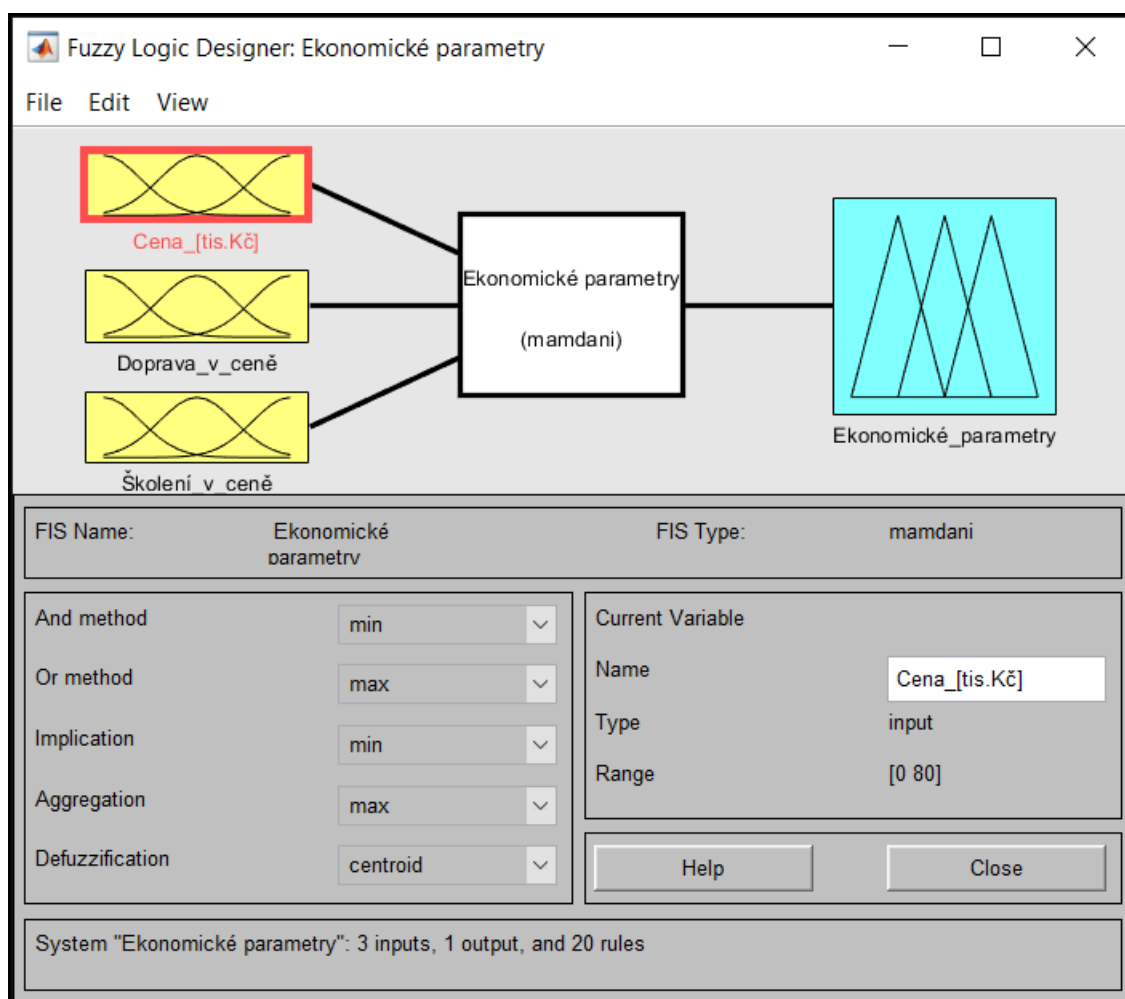 Fuzzy Logic Designer: Ekonomické parametry
File Edit View
Cena_[tis.Kč]
Doprava_v_ceně
Školení_v_ceně
Ekonomické parametry
(mamdani)
Ekonomické_parametry
FIS Name: Ekonomické parametry FIS Type: mamdani
And method min
Or method max
Implication min
Aggregation max
Defuzzification centroid
Current Variable
Name Cena_[tis.Kč]
Type input
Range [0 80]
Help Close
System "Ekonomické parametry": 3 inputs, 1 output, and 20 rules